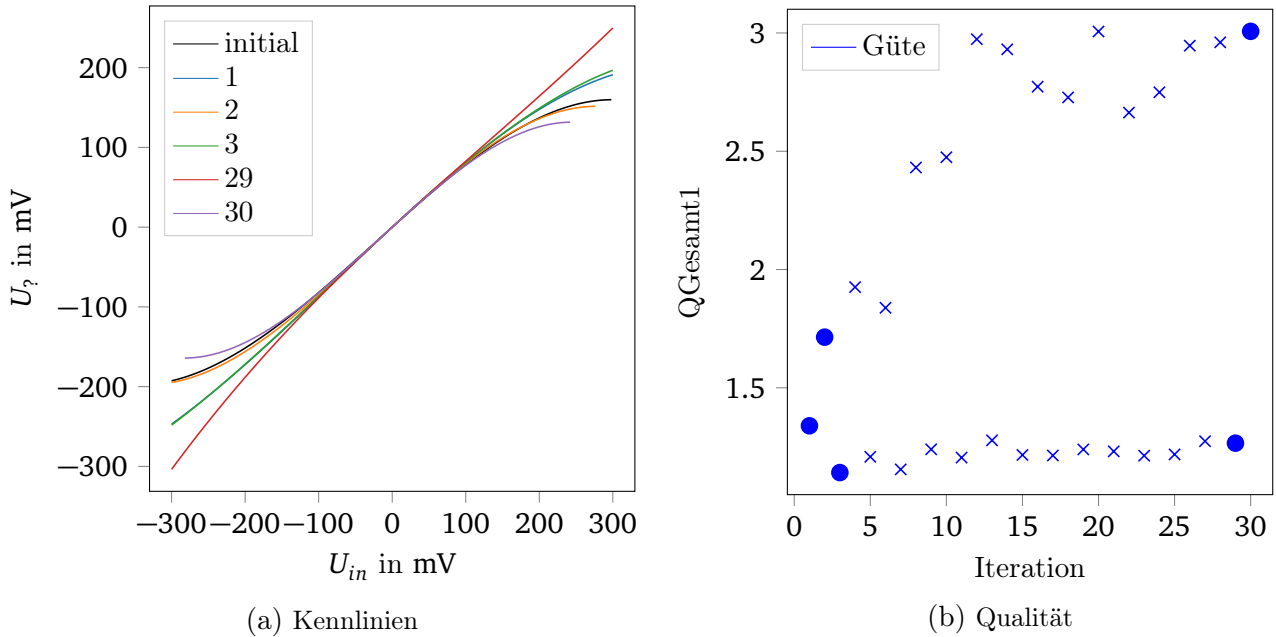 initial
1
2
3
29
30
200
100
0
−100
−200
−300
U? in mV
−300 −200 −100 0 100 200 300
U_in in mV
(a) Kennlinien
Güte
3
2.5
2
1.5
QGesamt1
0 5 10 15 20 25 30
Iteration
(b) Qualität